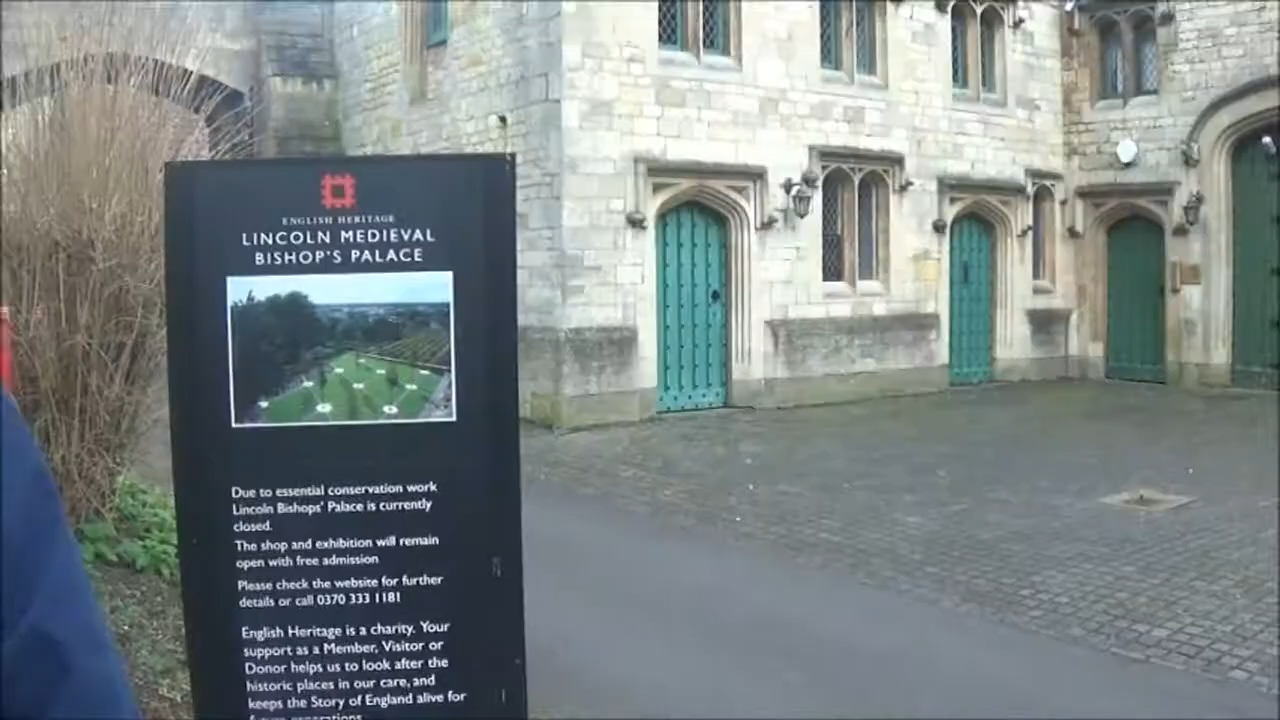 ENGLISH HERITAGE
LINCOLN MEDIEVAL
BISHOP'S PALACE
Due to essential conservation work
Lincoln Bishops' Palace is currently
closed.
The shop and exhibition will remain
open with free admission
Please check the website for further
details or call 0370 333 1181
English Heritage is a charity. Your
support as a Member, Visitor or
Donor helps us to look after the
historic places in our care, and
keeps the Story of England alive for
future generations.